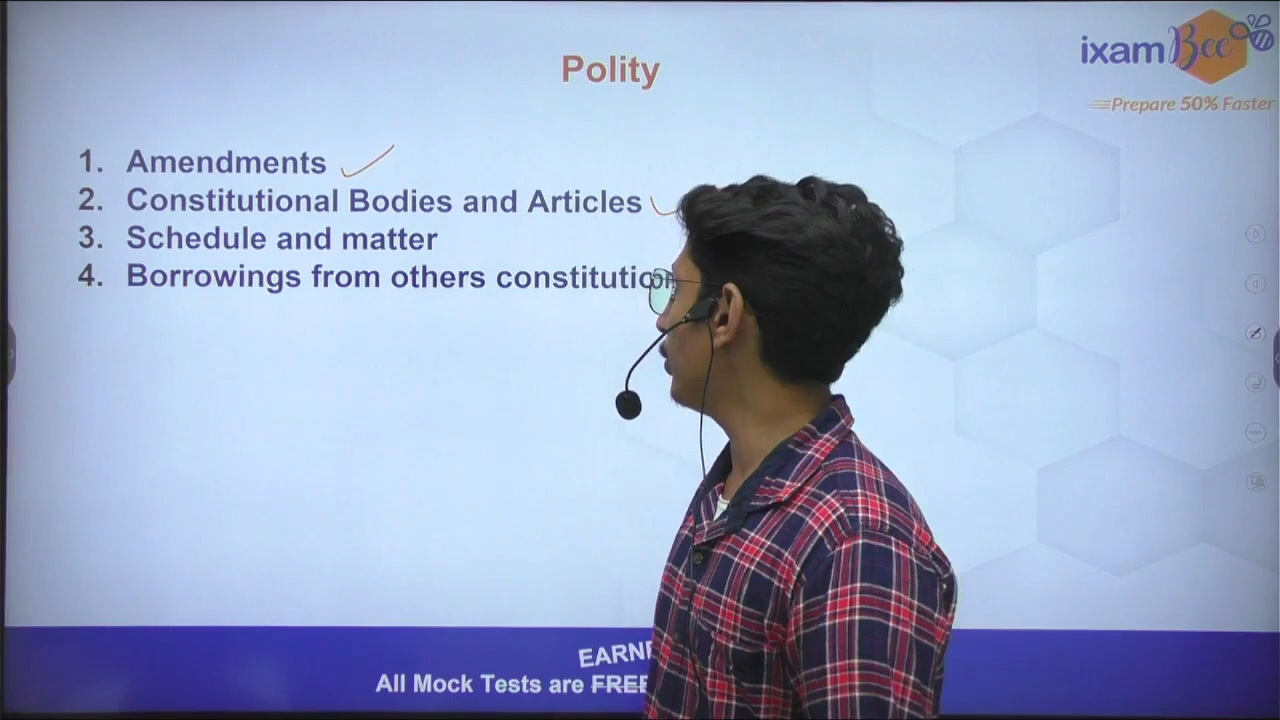 Polity
ixamBee
Prepare 50% Faster
1. Amendments
2. Constitutional Bodies and Articles
3. Schedule and matter
4. Borrowings from others constitution
All Mock Tests are FREE